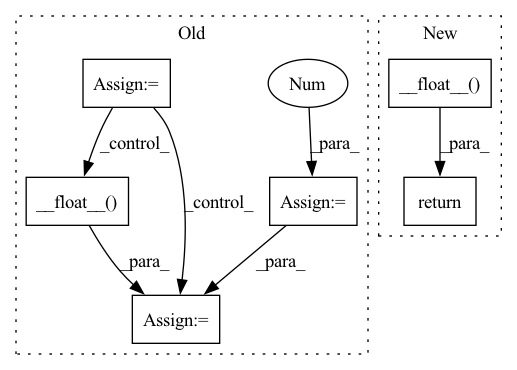 Old
New
Assign:=
Num
__float__()
_control_
_para_
__float__()
_control_
Assign:=
_para_
return
_para_
_para_
Assign:=